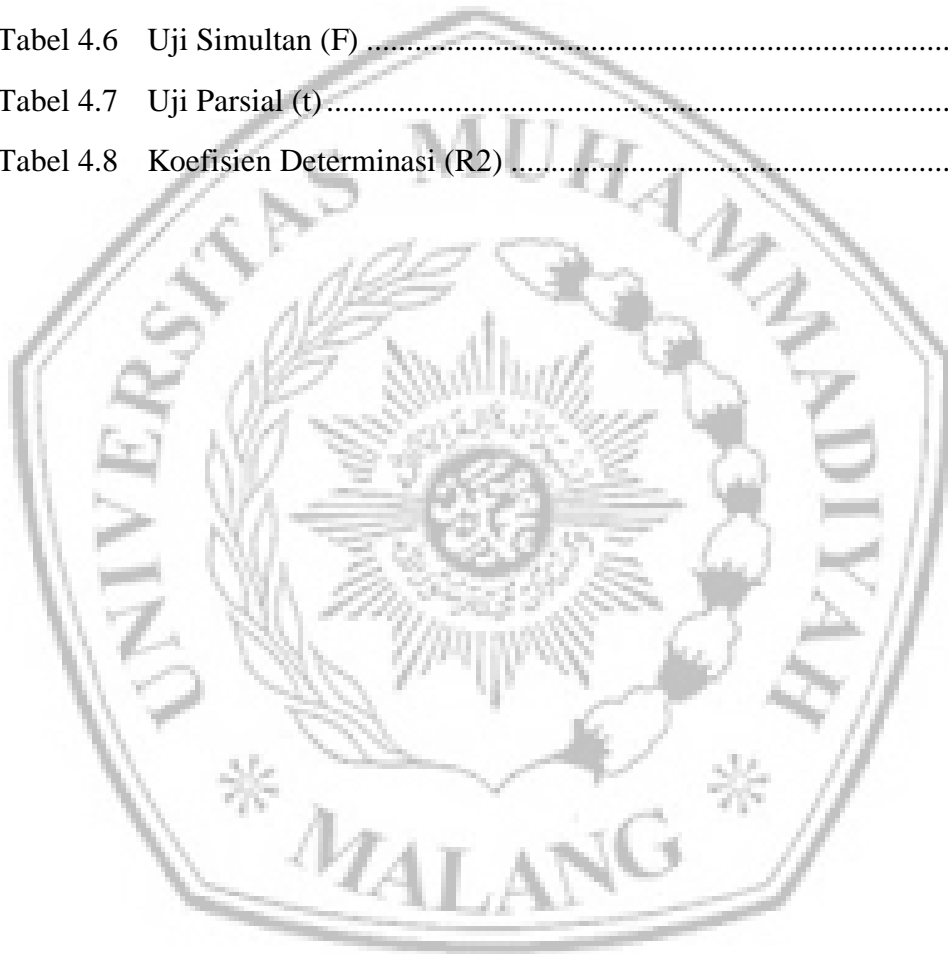 Tabel 4.6 Uji Simultan (F) ..........................................................................
Tabel 4.7 Uji Parsial (t) ...............................................................................
Tabel 4.8 Koefisien Determinasi (R2) ........................................................
UNIVERSITAS MUHAMMADIYAH
MALANG